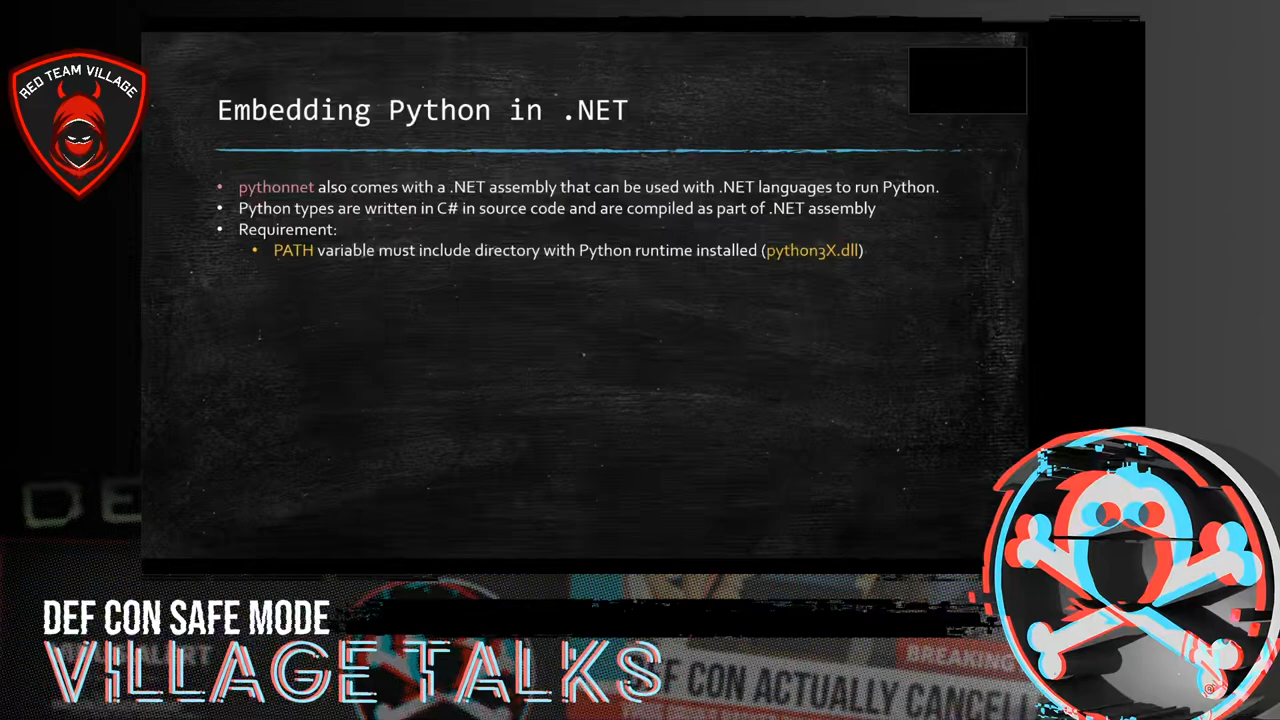 RED TEAM VILLAGE
Embedding Python in .NET
• pythonnet also comes with a .NET assembly that can be used with .NET languages to run Python.
• Python types are written in C# in source code and are compiled as part of .NET assembly
• Requirement:
• PATH variable must include directory with Python runtime installed (python3X.dll)
DE
DEF CON SAFE MODE
VILLAGE TALKS
BREAKING
DEF CON ACTUALLY CANCELL